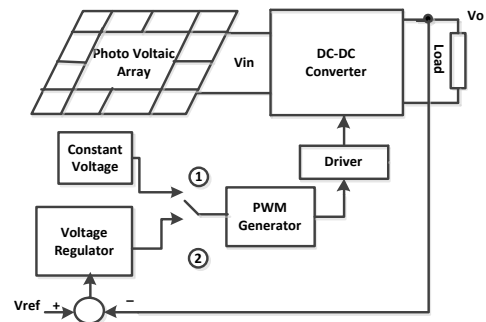 Photo Voltaic
Array
Vin
DC-DC
Converter
Vo
Load
Constant
Voltage
1
Driver
Voltage
Regulator
PWM
Generator
2
Vref
+
−